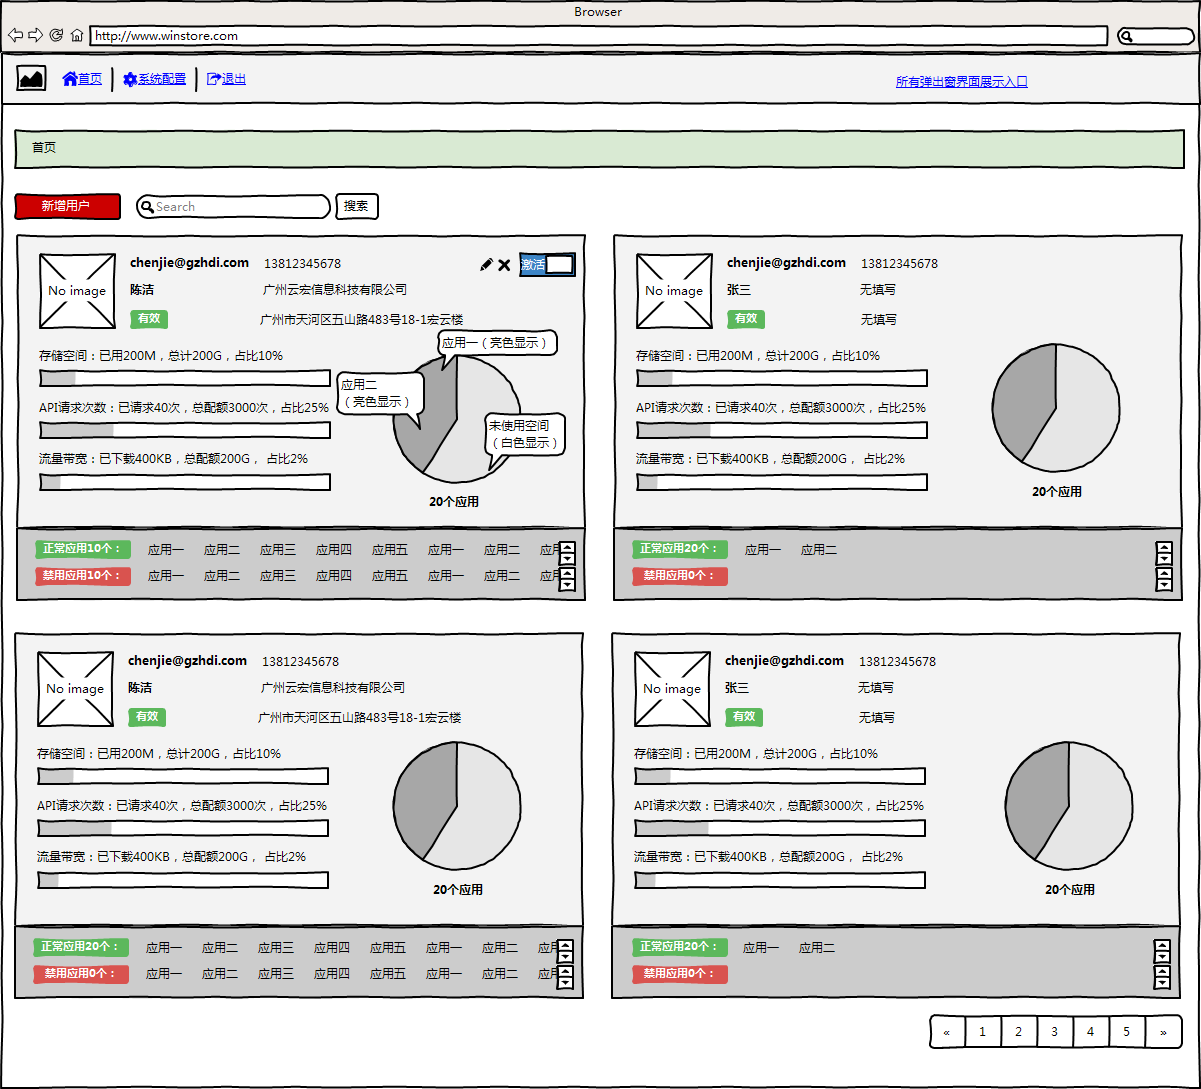 Browser
http://www.winstore.com
首页 系统配置 退出 所有弹出窗界面展示入口
首页
新增用户 Search 搜索
No image
chenjie@gzhdi.com 13812345678 激活
陈洁 广州云宏信息科技有限公司
有效 广州市天河区五山路483号18-1宏云楼
存储空间：已用200M，总计200G，占比10%
API请求次数：已请求40次，总配额3000次，占比25%
流量带宽：已下载400KB，总配额200G， 占比2%
应用一（亮色显示）
应用二
（亮色显示）
未使用空间
（白色显示）
20个应用
正常应用10个： 应用一 应用二 应用三 应用四 应用五 应用一 应用二 应用
禁用应用10个： 应用一 应用二 应用三 应用四 应用五 应用一 应用二 应用
No image
chenjie@gzhdi.com 13812345678
张三 无填写
有效 无填写
存储空间：已用200M，总计200G，占比10%
API请求次数：已请求40次，总配额3000次，占比25%
流量带宽：已下载400KB，总配额200G， 占比2%
20个应用
正常应用20个： 应用一 应用二
禁用应用0个：
No image
chenjie@gzhdi.com 13812345678
陈洁 广州云宏信息科技有限公司
有效 广州市天河区五山路483号18-1宏云楼
存储空间：已用200M，总计200G，占比10%
API请求次数：已请求40次，总配额3000次，占比25%
流量带宽：已下载400KB，总配额200G， 占比2%
20个应用
正常应用20个： 应用一 应用二 应用三 应用四 应用五 应用一 应用二 应用
禁用应用0个： 应用一 应用二 应用三 应用四 应用五 应用一 应用二 应用
No image
chenjie@gzhdi.com 13812345678
张三 无填写
有效 无填写
存储空间：已用200M，总计200G，占比10%
API请求次数：已请求40次，总配额3000次，占比25%
流量带宽：已下载400KB，总配额200G， 占比2%
20个应用
正常应用20个： 应用一 应用二
禁用应用0个：
« 1 2 3 4 5 »